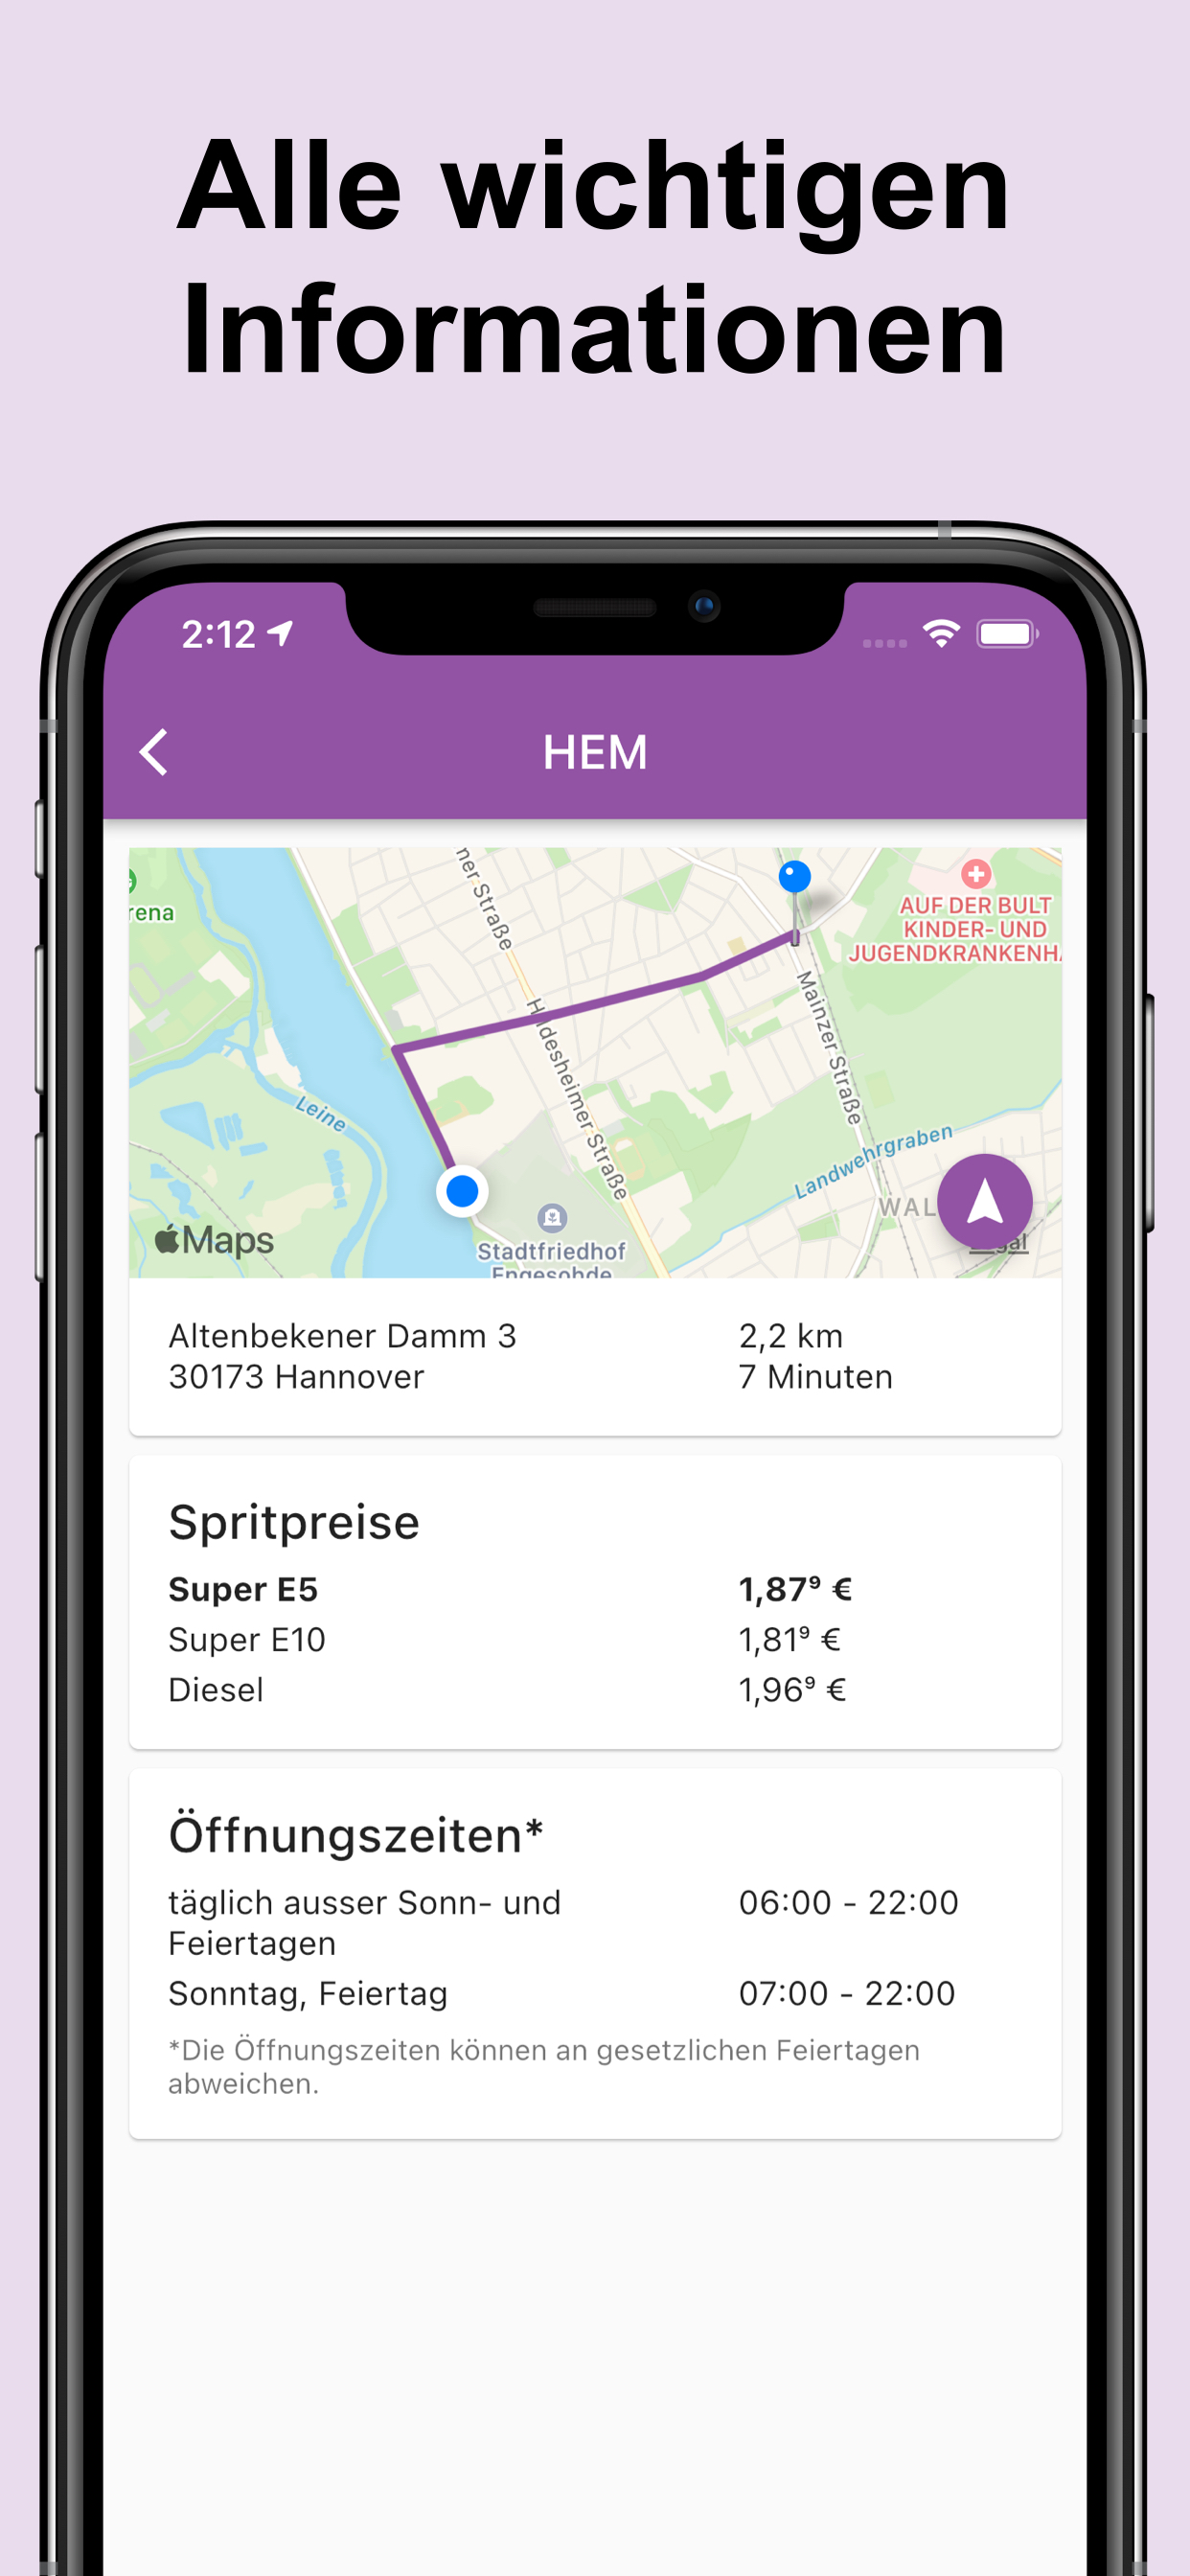 Alle wichtigen
Informationen
2:12
HEM
rena
ner Straße
AUF DER BULT
KINDER- UND
JUGENDKRANKENH
Hildesheimer Straße
Mainzer Straße
Leine
Landwehrgraben
WAL
Stadtfriedhof
Engesohde
Maps
Altenbekener Damm 3
2,2 km
30173 Hannover
7 Minuten
Spritpreise
Super E5 1,87⁹ €
Super E10 1,81⁹ €
Diesel 1,96⁹ €
Öffnungszeiten*
täglich ausser Sonn- und 06:00 - 22:00
Feiertagen
Sonntag, Feiertag 07:00 - 22:00
*Die Öffnungszeiten können an gesetzlichen Feiertagen
abweichen.